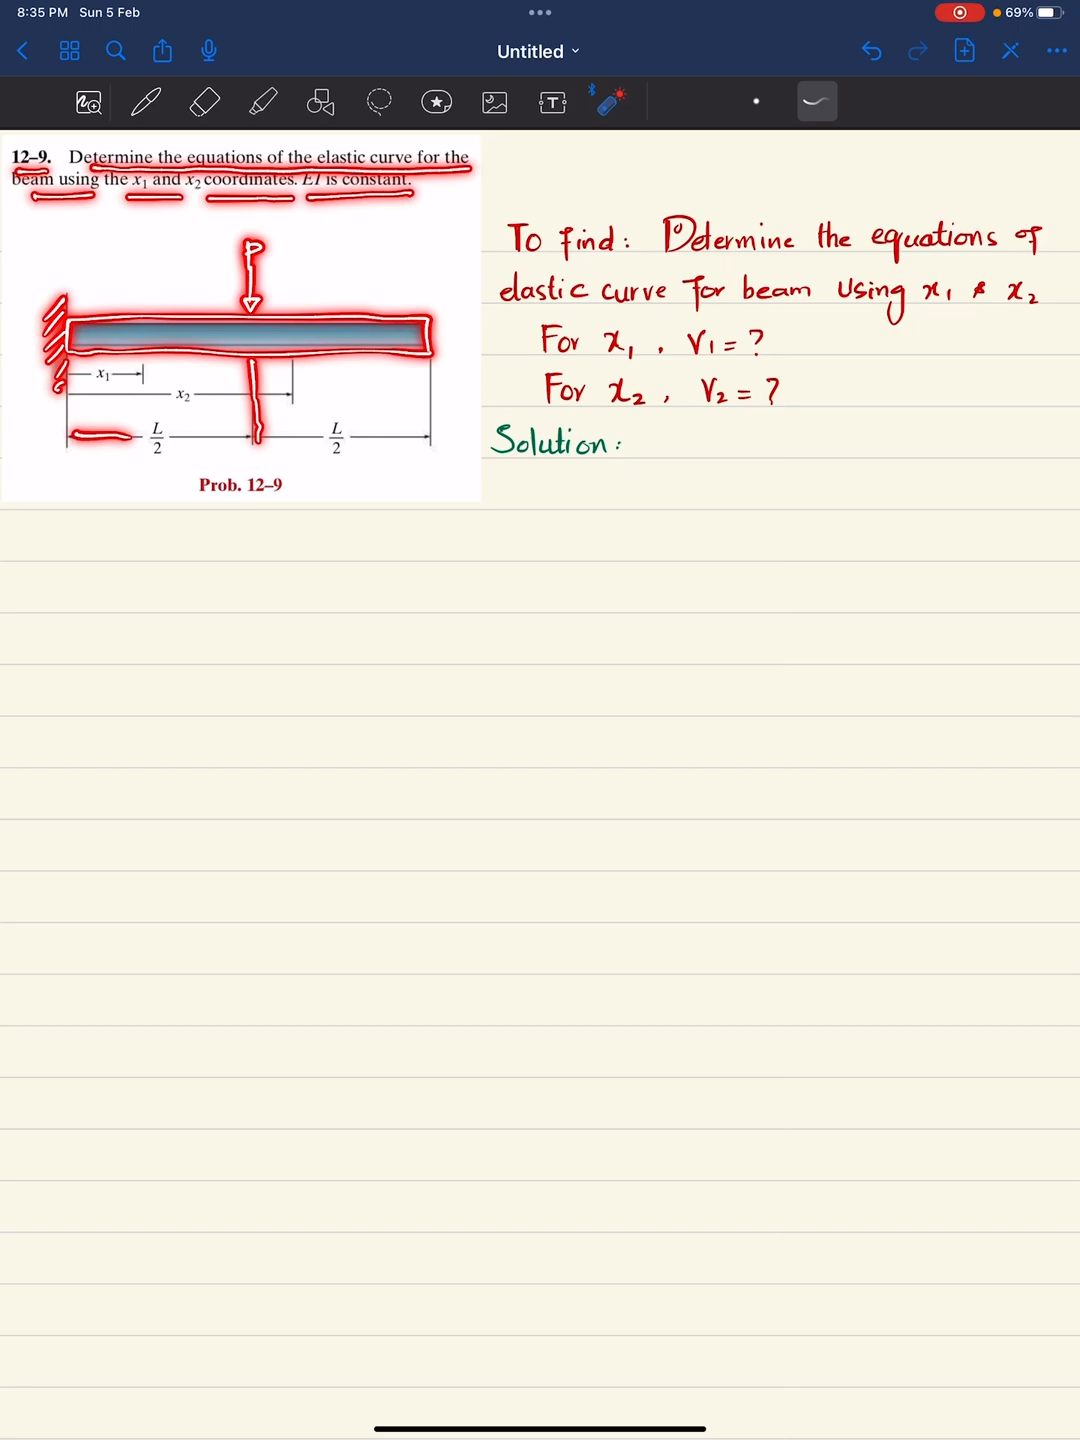 8:35 PM Sun 5 Feb
69%
Untitled
T
12–9. Determine the equations of the elastic curve for the
beam using the x₁ and x₂ coordinates. EI is constant.
To find: Determine the equations of
elastic curve for beam using x₁ & x₂
For x₁, v₁ = ?
For x₂, v₂ = ?
Solution:
P
x₁
x₂
L/2
L/2
Prob. 12–9